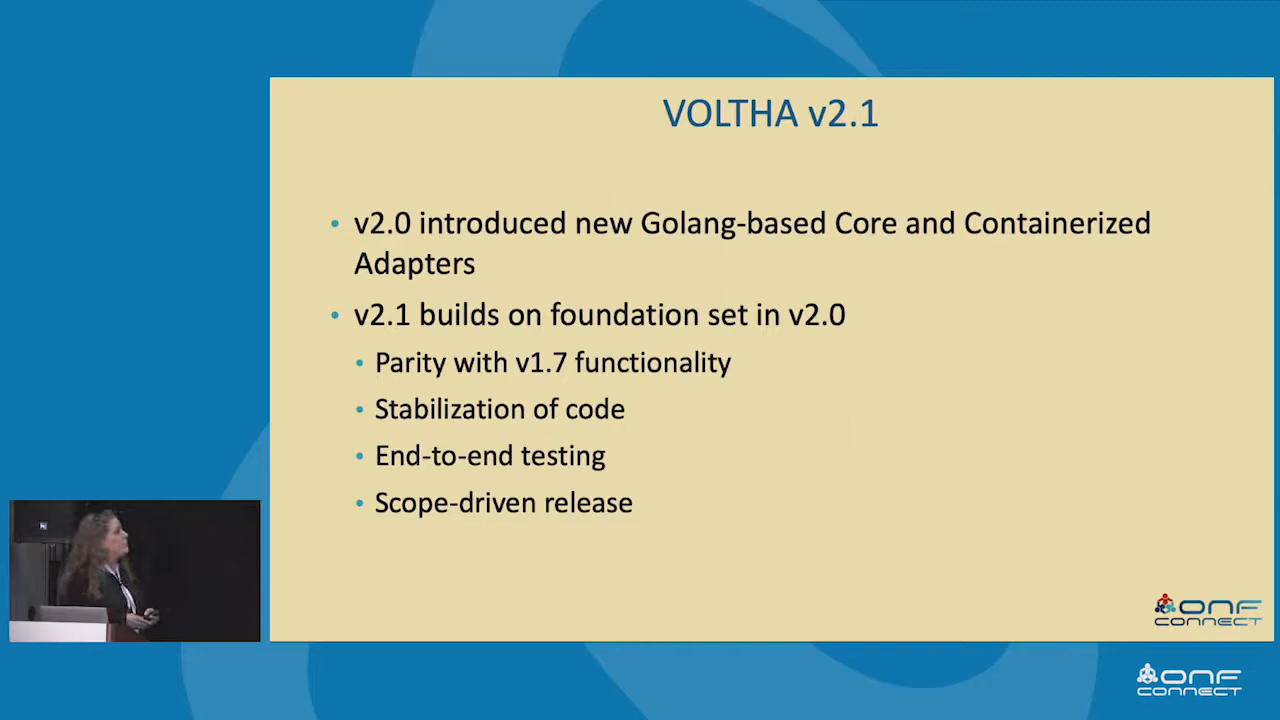 VOLTHA v2.1
• v2.0 introduced new Golang-based Core and Containerized
Adapters
• v2.1 builds on foundation set in v2.0
• Parity with v1.7 functionality
• Stabilization of code
• End-to-end testing
• Scope-driven release
ONF
CONNECT
ONF
CONNECT